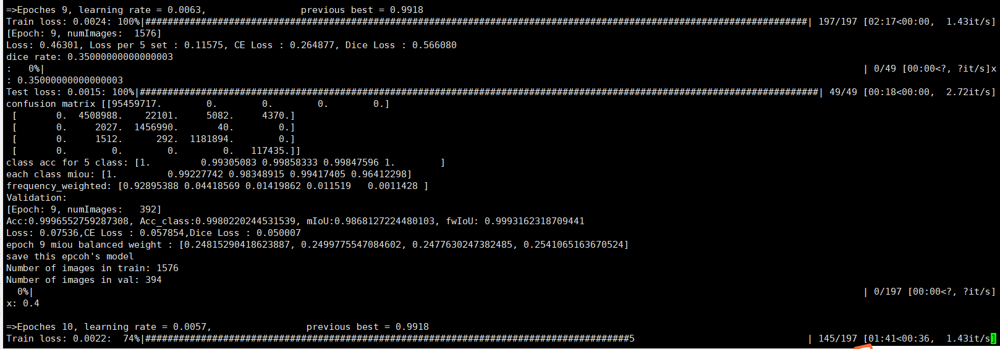 =>Epoches 9, learning rate = 0.0063,                 previous best = 0.9918
Train loss: 0.0024: 100%|#######################################################################################################################| 197/197 [02:17<00:00,  1.43it/s]
[Epoch: 9, numImages:  1576]
Loss: 0.46301, Loss per 5 set : 0.11575, CE Loss : 0.264877, Dice Loss : 0.566080
dice rate: 0.35000000000000003
:   0%|                                                                                                                                                   | 0/49 [00:00<?, ?it/s]x
: 0.35000000000000003
Test loss: 0.0015: 100%|##########################################################################################################################| 49/49 [00:18<00:00,  2.72it/s]
confusion matrix [[95459717.        0.        0.        0.        0.]
 [       0.  4508988.    22101.     5082.     4370.]
 [       0.     2027.  1456990.       40.        0.]
 [       0.     1512.      292.  1181894.        0.]
 [       0.        0.        0.        0.   117435.]]
class acc for 5 class: [1.         0.99305083 0.99858333 0.99847596 1.        ]
each class miou: [1.         0.99227742 0.98348915 0.99417405 0.96412298]
frequency_weighted: [0.92895388 0.04418569 0.01419862 0.011519   0.0011428 ]
Validation:
[Epoch: 9, numImages:   392]
Acc:0.9996552759287308, Acc_class:0.9980220244531539, mIoU:0.9868127224480103, fwIoU: 0.9993162318709441
Loss: 0.07536,CE Loss : 0.057854,Dice Loss : 0.050007
epoch 9 miou balanced weight : [0.24815290418623887, 0.2499775547084602, 0.2477630247382485, 0.2541065163670524]
save this epcoh's model
Number of images in train: 1576
Number of images in val: 394
  0%|                                                                                                                                                     | 0/197 [00:00<?, ?it/s]
x: 0.4
=>Epoches 10, learning rate = 0.0057,                 previous best = 0.9918
Train loss: 0.0022:  74%|#######################################################################################5                               | 145/197 [01:41<00:36,  1.43it/s]